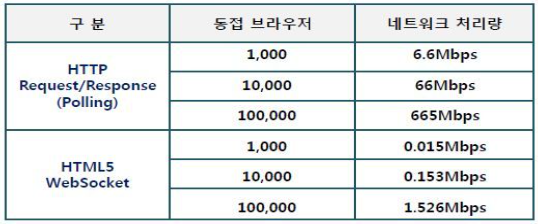 구 분 동접 브라우저 네트워크 처리량
HTTP
Request/Response
(Polling)
1,000 6.6Mbps
10,000 66Mbps
100,000 665Mbps
HTML5
WebSocket
1,000 0.015Mbps
10,000 0.153Mbps
100,000 1.526Mbps